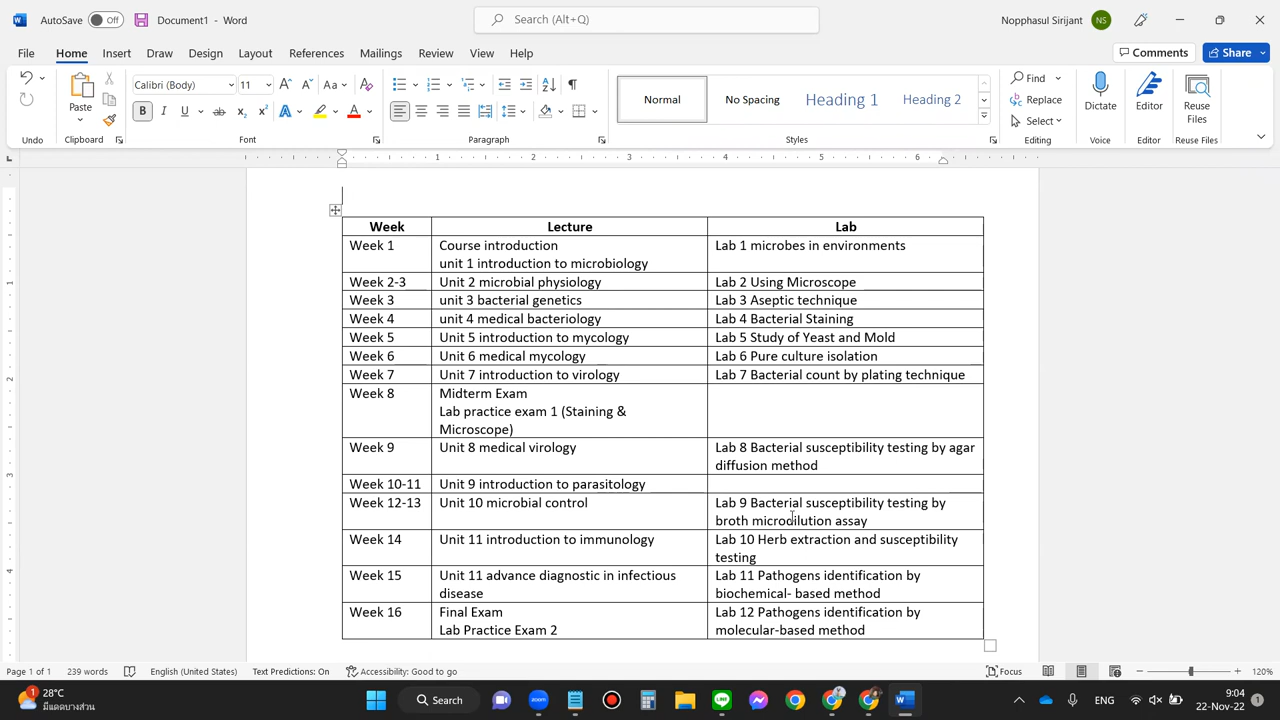 AutoSave Off Document1 - Word Search (Alt+Q) Nopphasul Sirijant NS
File Home Insert Draw Design Layout References Mailings Review View Help Comments Share
Calibri (Body) 11 Aa Normal No Spacing Heading 1 Heading 2 Find Replace Select
Paste Dictate Editor Reuse Files
Undo Clipboard Font Paragraph Styles Editing Voice Editor Reuse Files
1 2 3 4 5 6
Week Lecture Lab
Week 1 Course introduction Lab 1 microbes in environments
unit 1 introduction to microbiology
Week 2-3 Unit 2 microbial physiology Lab 2 Using Microscope
Week 3 unit 3 bacterial genetics Lab 3 Aseptic technique
Week 4 unit 4 medical bacteriology Lab 4 Bacterial Staining
Week 5 Unit 5 introduction to mycology Lab 5 Study of Yeast and Mold
Week 6 Unit 6 medical mycology Lab 6 Pure culture isolation
Week 7 Unit 7 introduction to virology Lab 7 Bacterial count by plating technique
Week 8 Midterm Exam
Lab practice exam 1 (Staining &
Microscope)
Week 9 Unit 8 medical virology Lab 8 Bacterial susceptibility testing by agar
diffusion method
Week 10-11 Unit 9 introduction to parasitology
Week 12-13 Unit 10 microbial control Lab 9 Bacterial susceptibility testing by
broth microdilution assay
Week 14 Unit 11 introduction to immunology Lab 10 Herb extraction and susceptibility
testing
Week 15 Unit 11 advance diagnostic in infectious Lab 11 Pathogens identification by
disease biochemical- based method
Week 16 Final Exam Lab 12 Pathogens identification by
Lab Practice Exam 2 molecular-based method
Page 1 of 1 239 words English (United States) Text Predictions: On Accessibility: Good to go Focus 120%
28°C Search ENG 9:04
มีแดดบางส่วน 22-Nov-22